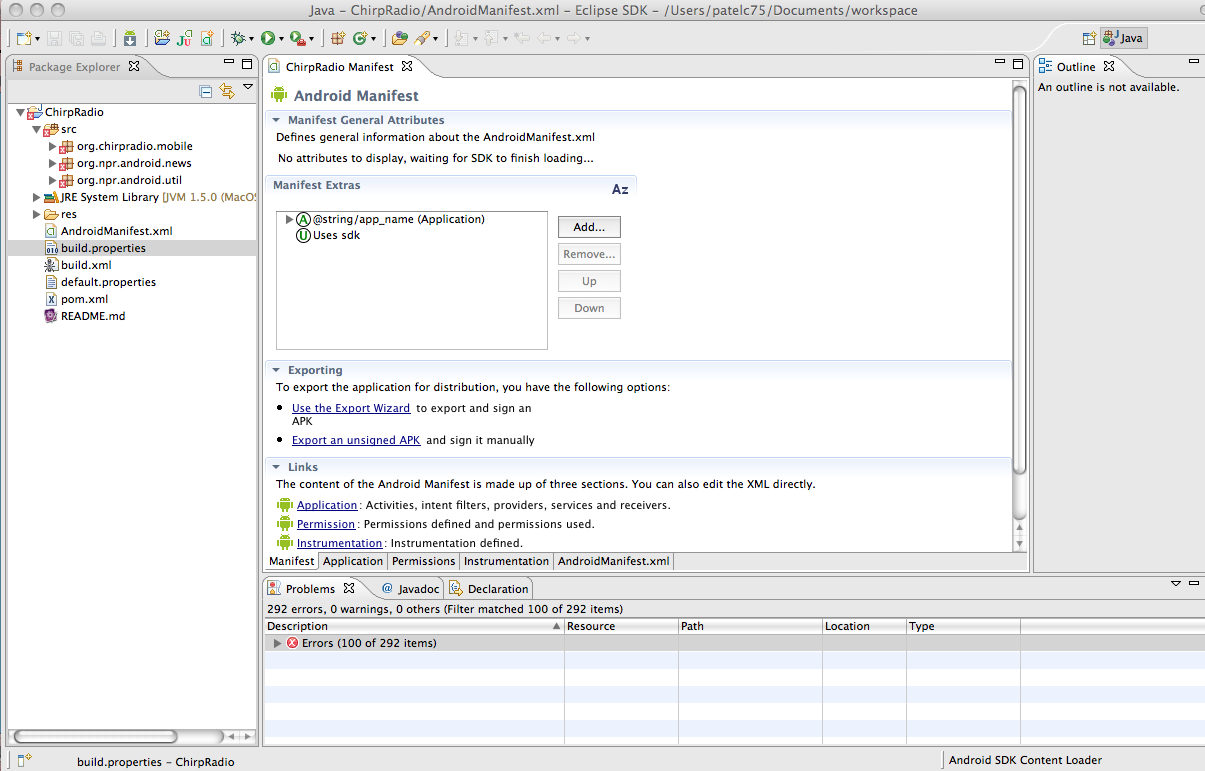 Java – ChirpRadio/AndroidManifest.xml – Eclipse SDK – /Users/patelc75/Documents/workspace
Java
Package Explorer
ChirpRadio
src
org.chirpradio.mobile
org.npr.android.news
org.npr.android.util
JRE System Library [JVM 1.5.0 (MacOS
res
AndroidManifest.xml
build.properties
build.xml
default.properties
pom.xml
README.md
ChirpRadio Manifest
Android Manifest
Manifest General Attributes
Defines general information about the AndroidManifest.xml
No attributes to display, waiting for SDK to finish loading...
Manifest Extras
Az
@string/app_name (Application)
Uses sdk
Add...
Remove...
Up
Down
Exporting
To export the application for distribution, you have the following options:
Use the Export Wizard to export and sign an
APK
Export an unsigned APK and sign it manually
Links
The content of the Android Manifest is made up of three sections. You can also edit the XML directly.
Application: Activities, intent filters, providers, services and receivers.
Permission: Permissions defined and permissions used.
Instrumentation: Instrumentation defined.
Manifest Application Permissions Instrumentation AndroidManifest.xml
Outline
An outline is not available.
Problems @ Javadoc Declaration
292 errors, 0 warnings, 0 others (Filter matched 100 of 292 items)
Description Resource Path Location Type
Errors (100 of 292 items)
build.properties – ChirpRadio
Android SDK Content Loader